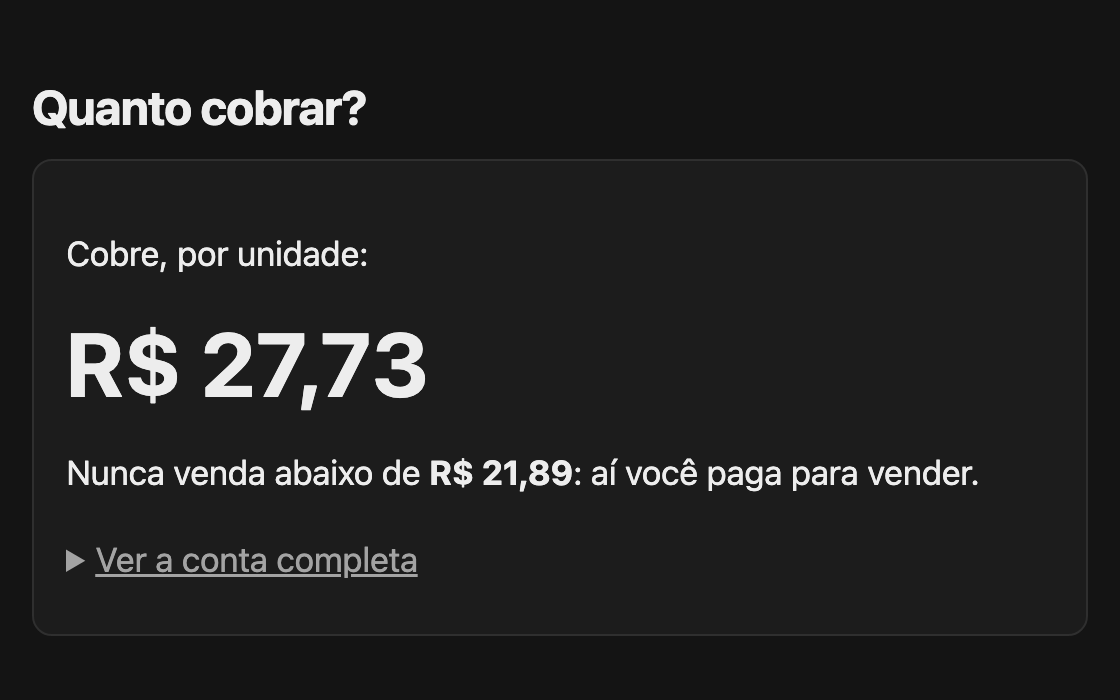 Quanto cobrar?
Cobre, por unidade:
R$ 27,73
Nunca venda abaixo de R$ 21,89: aí você paga para vender.
▶ Ver a conta completa